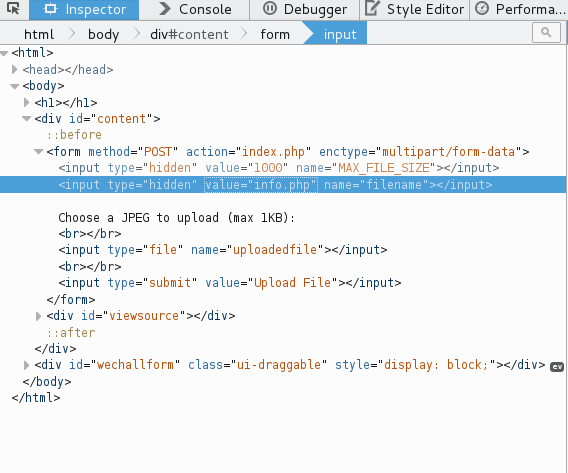 Inspector Console Debugger Style Editor Performa...
html body div#content form input
<html>
<head></head>
<body>
<h1></h1>
<div id="content">
::before
<form method="POST" action="index.php" enctype="multipart/form-data">
<input type="hidden" value="1000" name="MAX_FILE_SIZE"></input>
<input type="hidden" value="info.php" name="filename"></input>
Choose a JPEG to upload (max 1KB):
<br></br>
<input type="file" name="uploadedfile"></input>
<br></br>
<input type="submit" value="Upload File"></input>
</form>
<div id="viewsource"></div>
::after
</div>
<div id="wechallform" class="ui-draggable" style="display: block;"></div> ev
</body>
</html>